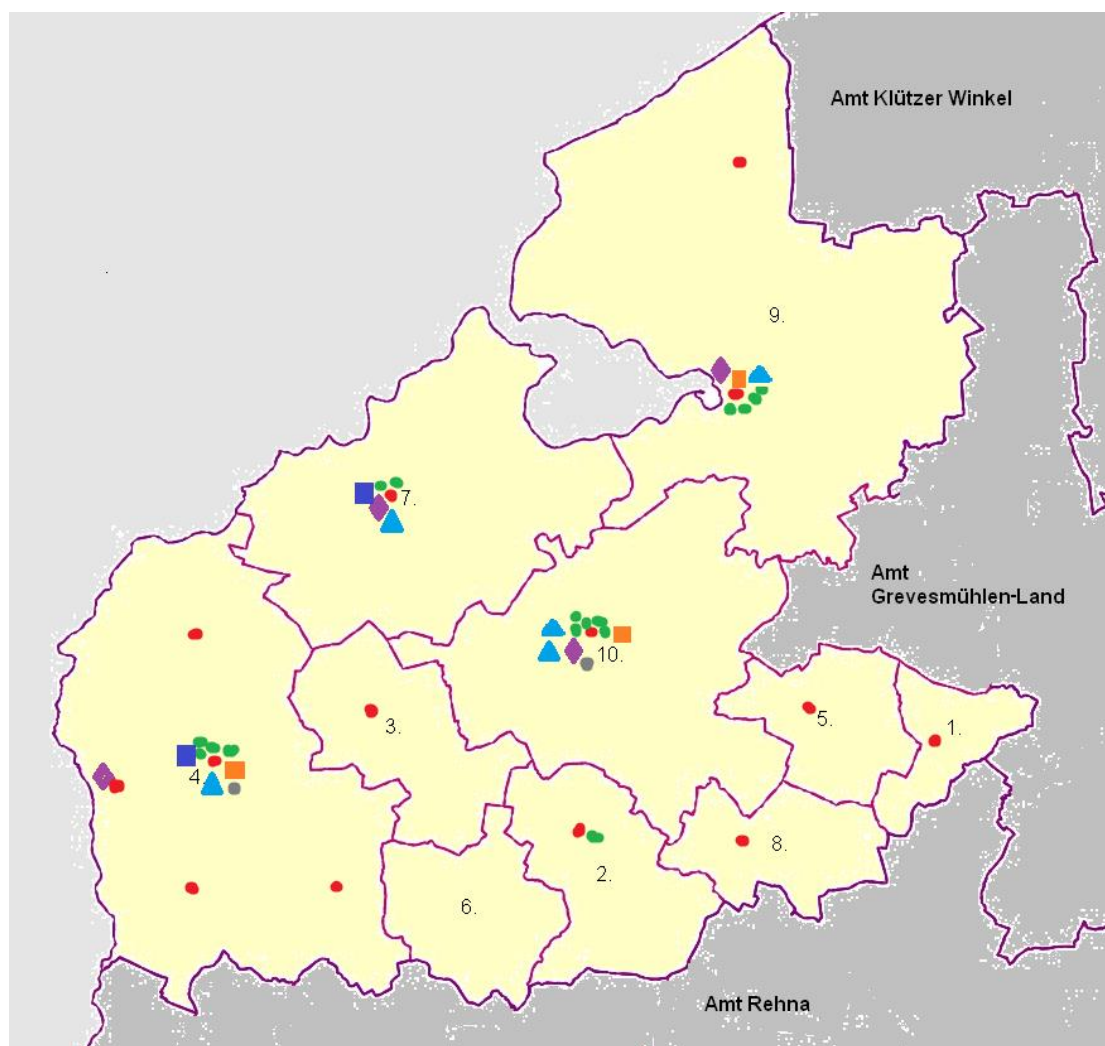 Amt Klützer Winkel
9.
7.
Amt
Grevesmühlen-Land
10.
5.
1.
3.
4.
8.
2.
6.
Amt Rehna